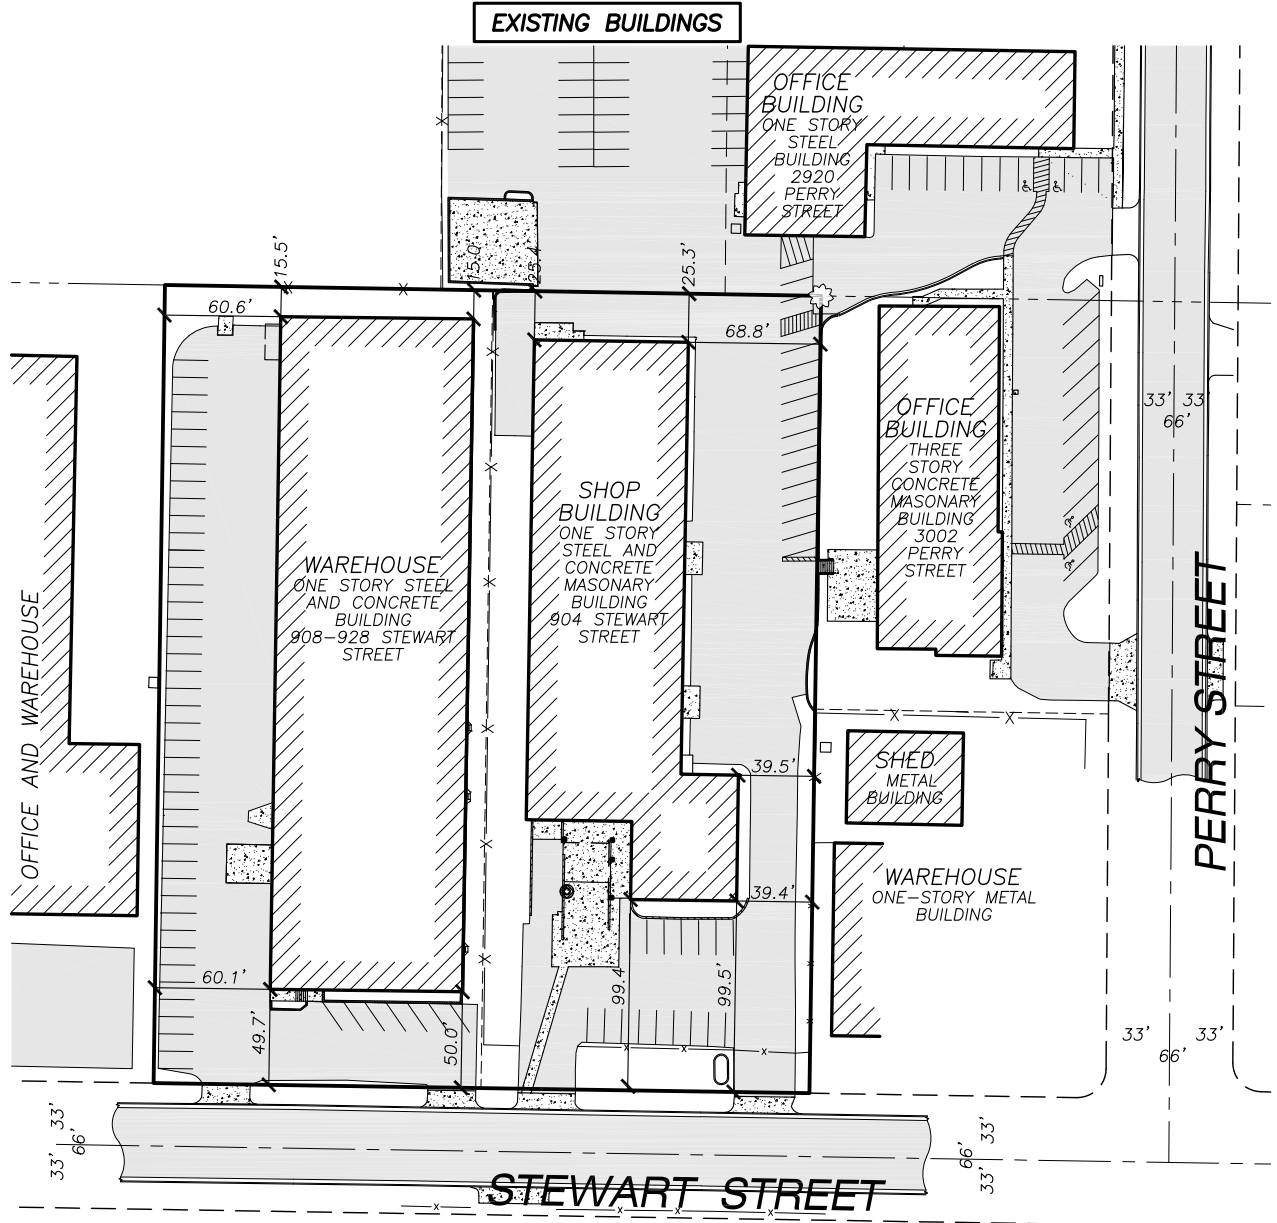 EXISTING BUILDINGS
OFFICE
BUILDING
ONE STORY
STEEL
BUILDING
2920
PERRY
STREET
15.5'
15.0'
25.4'
25.3'
60.6'
68.8'
33' 33'
66'
OFFICE
BUILDING
THREE
STORY
CONCRETE
MASONARY
BUILDING
3002
PERRY
STREET
SHOP
BUILDING
ONE STORY
STEEL AND
CONCRETE
MASONARY
BUILDING
904 STEWART
STREET
WAREHOUSE
ONE STORY STEEL
AND CONCRETE
BUILDING
908-928 STEWART
STREET
OFFICE AND WAREHOUSE
PERRY STREET
SHED
METAL
BUILDING
39.5'
39.4'
WAREHOUSE
ONE-STORY METAL
BUILDING
60.1'
49.7'
50.0'
99.4'
99.5'
33' 33'
66'
33'
66'
33'
33'
66'
33'
STEWART STREET